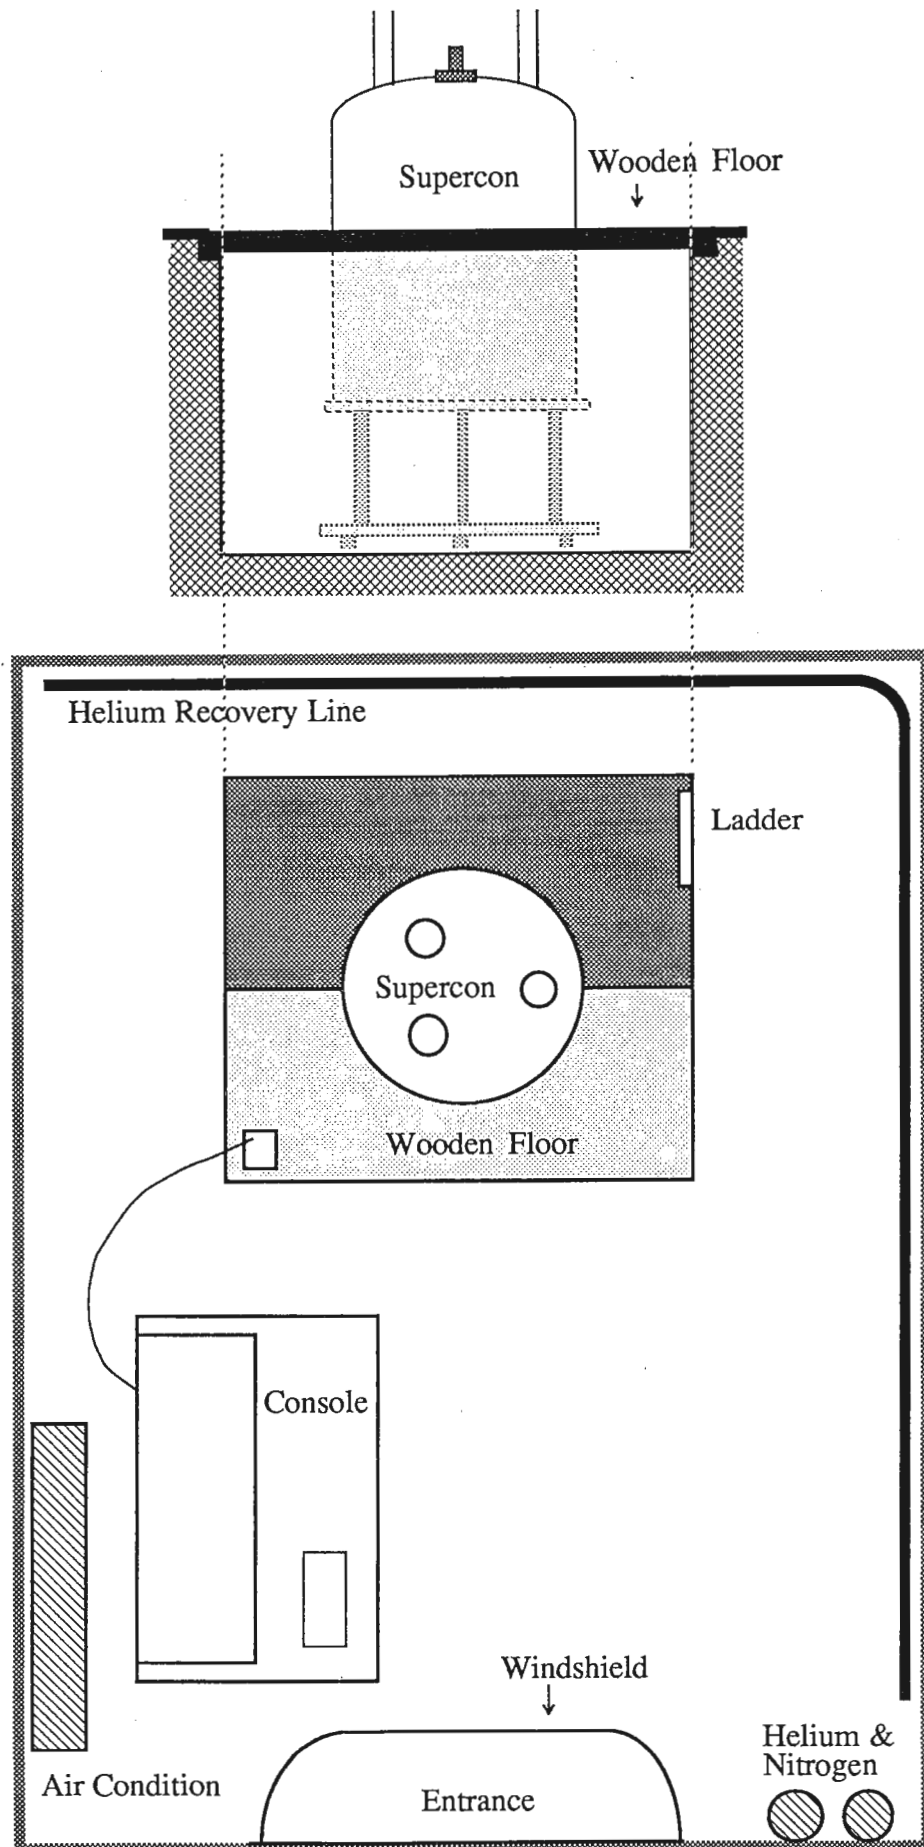 Supercon
Wooden Floor
Helium Recovery Line
Ladder
Supercon
Wooden Floor
Console
Windshield
Helium &
Nitrogen
Air Condition
Entrance